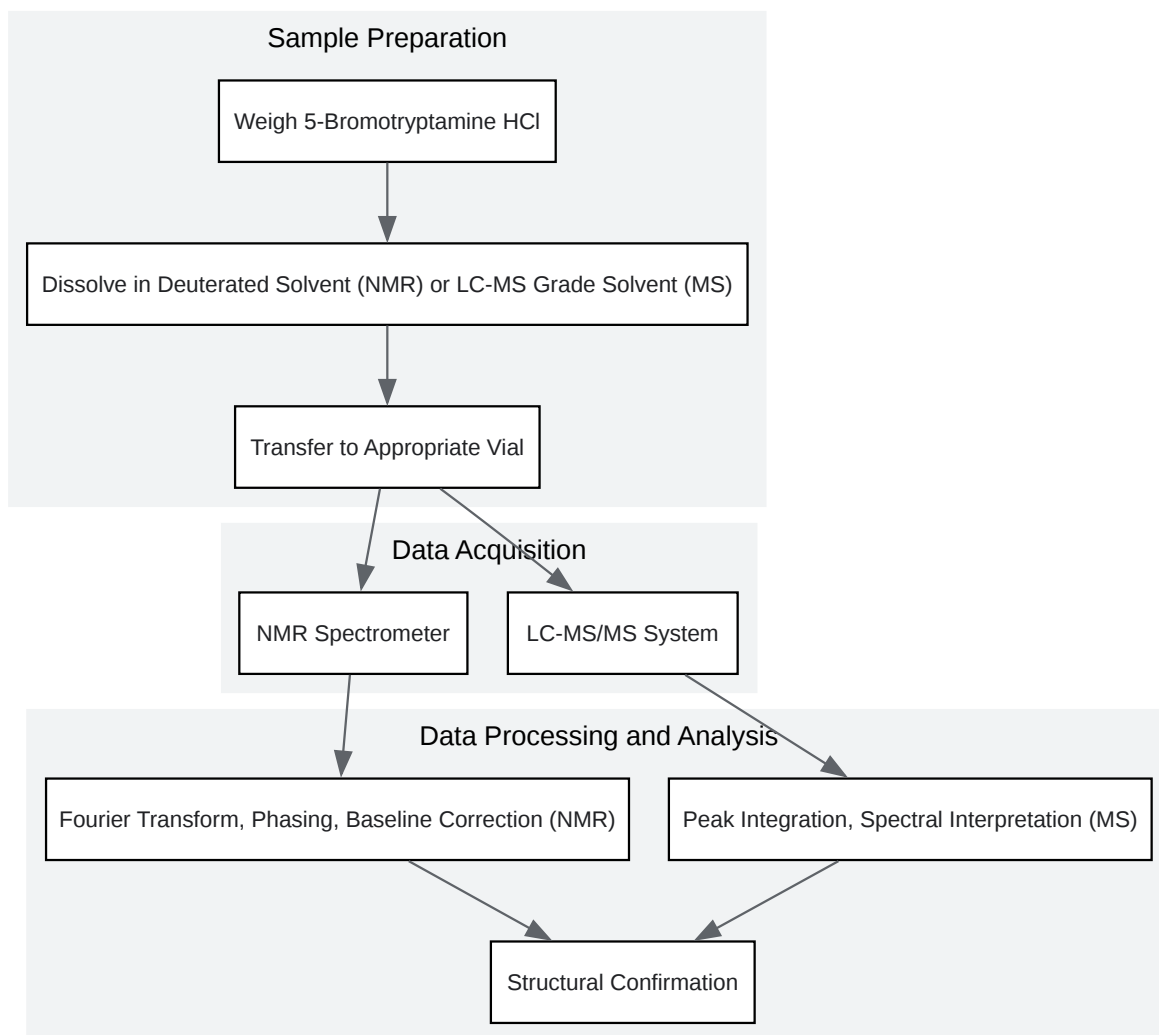 Sample Preparation
Weigh 5-Bromotryptamine HCl
Dissolve in Deuterated Solvent (NMR) or LC-MS Grade Solvent (MS)
Transfer to Appropriate Vial
Data Acquisition
NMR Spectrometer
LC-MS/MS System
Data Processing and Analysis
Fourier Transform, Phasing, Baseline Correction (NMR)
Peak Integration, Spectral Interpretation (MS)
Structural Confirmation